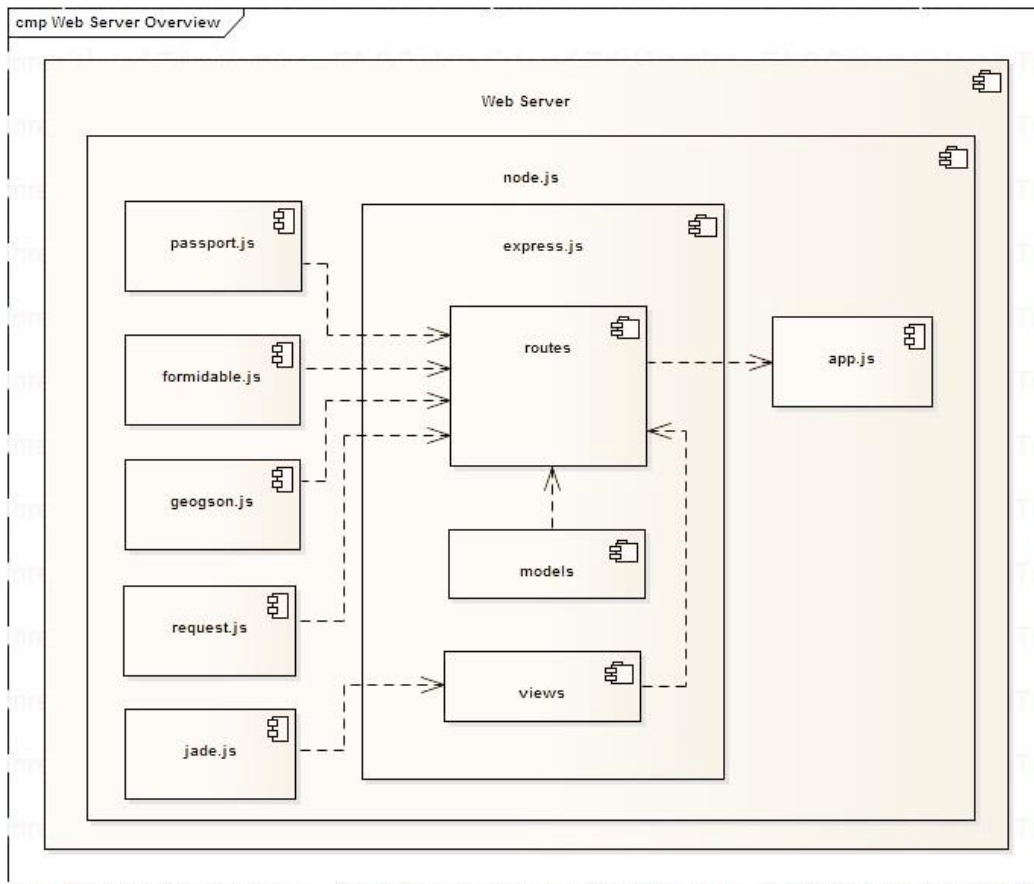 cmp Web Server Overview
Web Server
node.js
passport.js
express.js
formidable.js
routes
app.js
geogson.js
models
request.js
views
jade.js